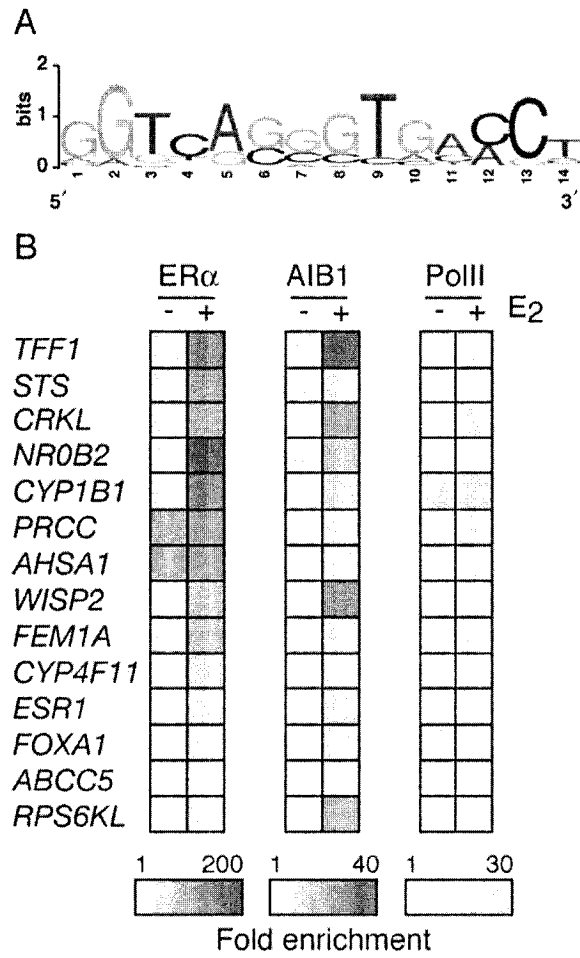 A
2
bits
1
0
GGTCAGGGTGACCT
1 2 3 4 5 6 7 8 9 10 11 12 13 14
5′ 3′
B
ERα AIB1 PolII
- + - + - + E2
TFF1
STS
CRKL
NR0B2
CYP1B1
PRCC
AHSA1
WISP2
FEM1A
CYP4F11
ESR1
FOXA1
ABCC5
RPS6KL
1 200 1 40 1 30
Fold enrichment